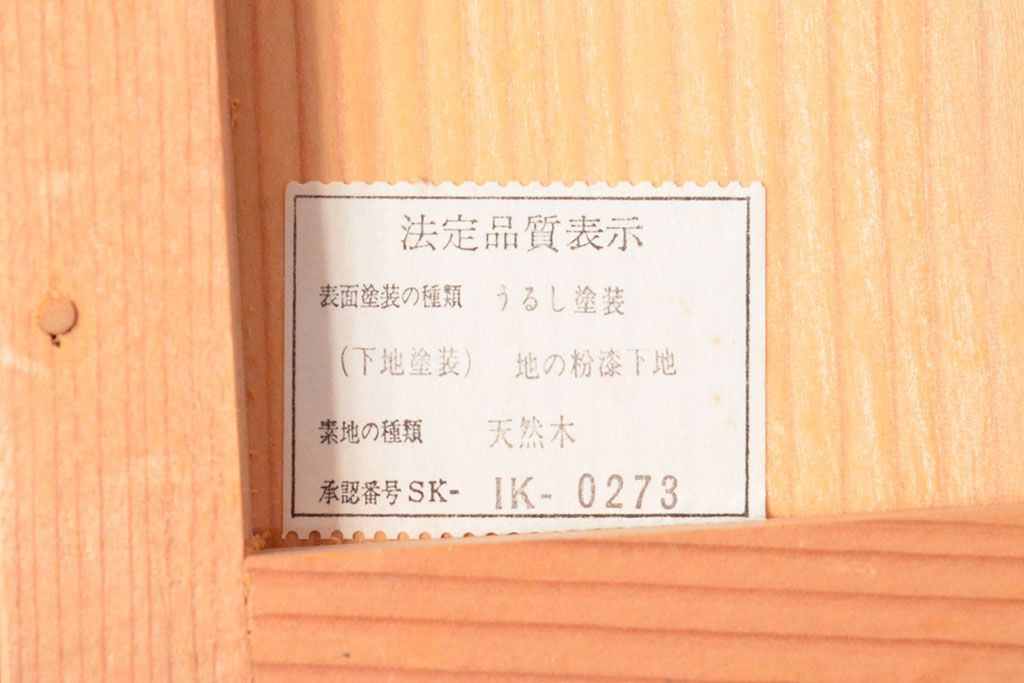 法定品質表示
表面塗装の種類 うるし塗装
(下地塗装) 地の粉漆下地
素地の種類 天然木
承認番号 SK- IK- 0273